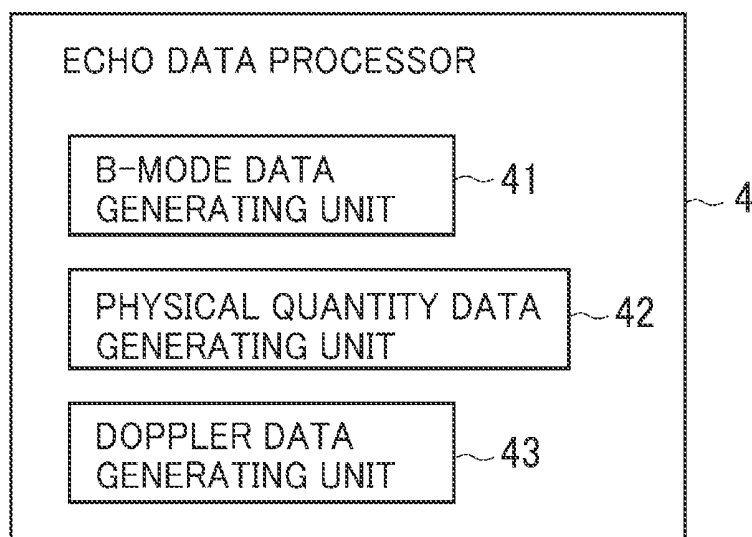 ECHO DATA PROCESSOR
B-MODE DATA
GENERATING UNIT
41
4
PHYSICAL QUANTITY DATA
GENERATING UNIT
42
DOPPLER DATA
GENERATING UNIT
43